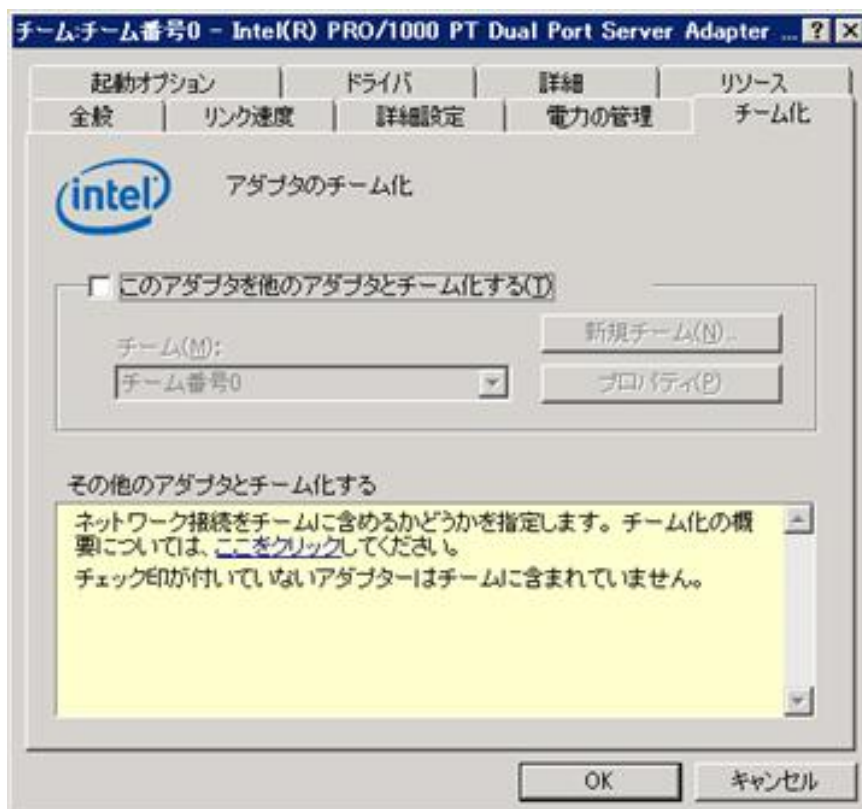 チーム:チーム番号0 - Intel(R) PRO/1000 PT Dual Port Server Adapter ...
起動オプション ドライバ 詳細 リソース
全般 リンク速度 詳細設定 電力の管理 チーム化
intel
アダプタのチーム化
このアダプタを他のアダプタとチーム化する(T)
チーム(M):
新規チーム(N)...
チーム番号0
プロパティ(P)
その他のアダプタとチーム化する
ネットワーク接続をチームに含めるかどうかを指定します。チーム化の概
要については、ここをクリックしてください。
チェック印が付いていないアダプターはチームに含まれていません。
OK キャンセル